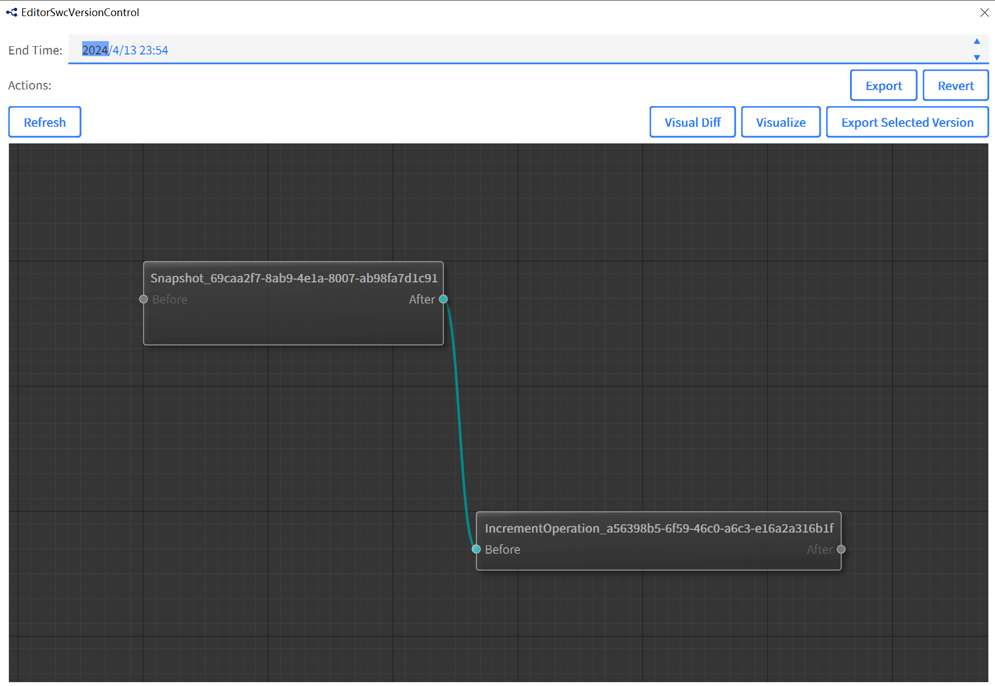 EditorSwcVersionControl
End Time: 2024/4/13 23:54
Actions:
Export Revert
Refresh Visual Diff Visualize Export Selected Version
Snapshot_69caa2f7-8ab9-4e1a-8007-ab98fa7d1c91
Before After
IncrementOperation_a56398b5-6f59-46c0-a6c3-e16a2a316b1f
Before After